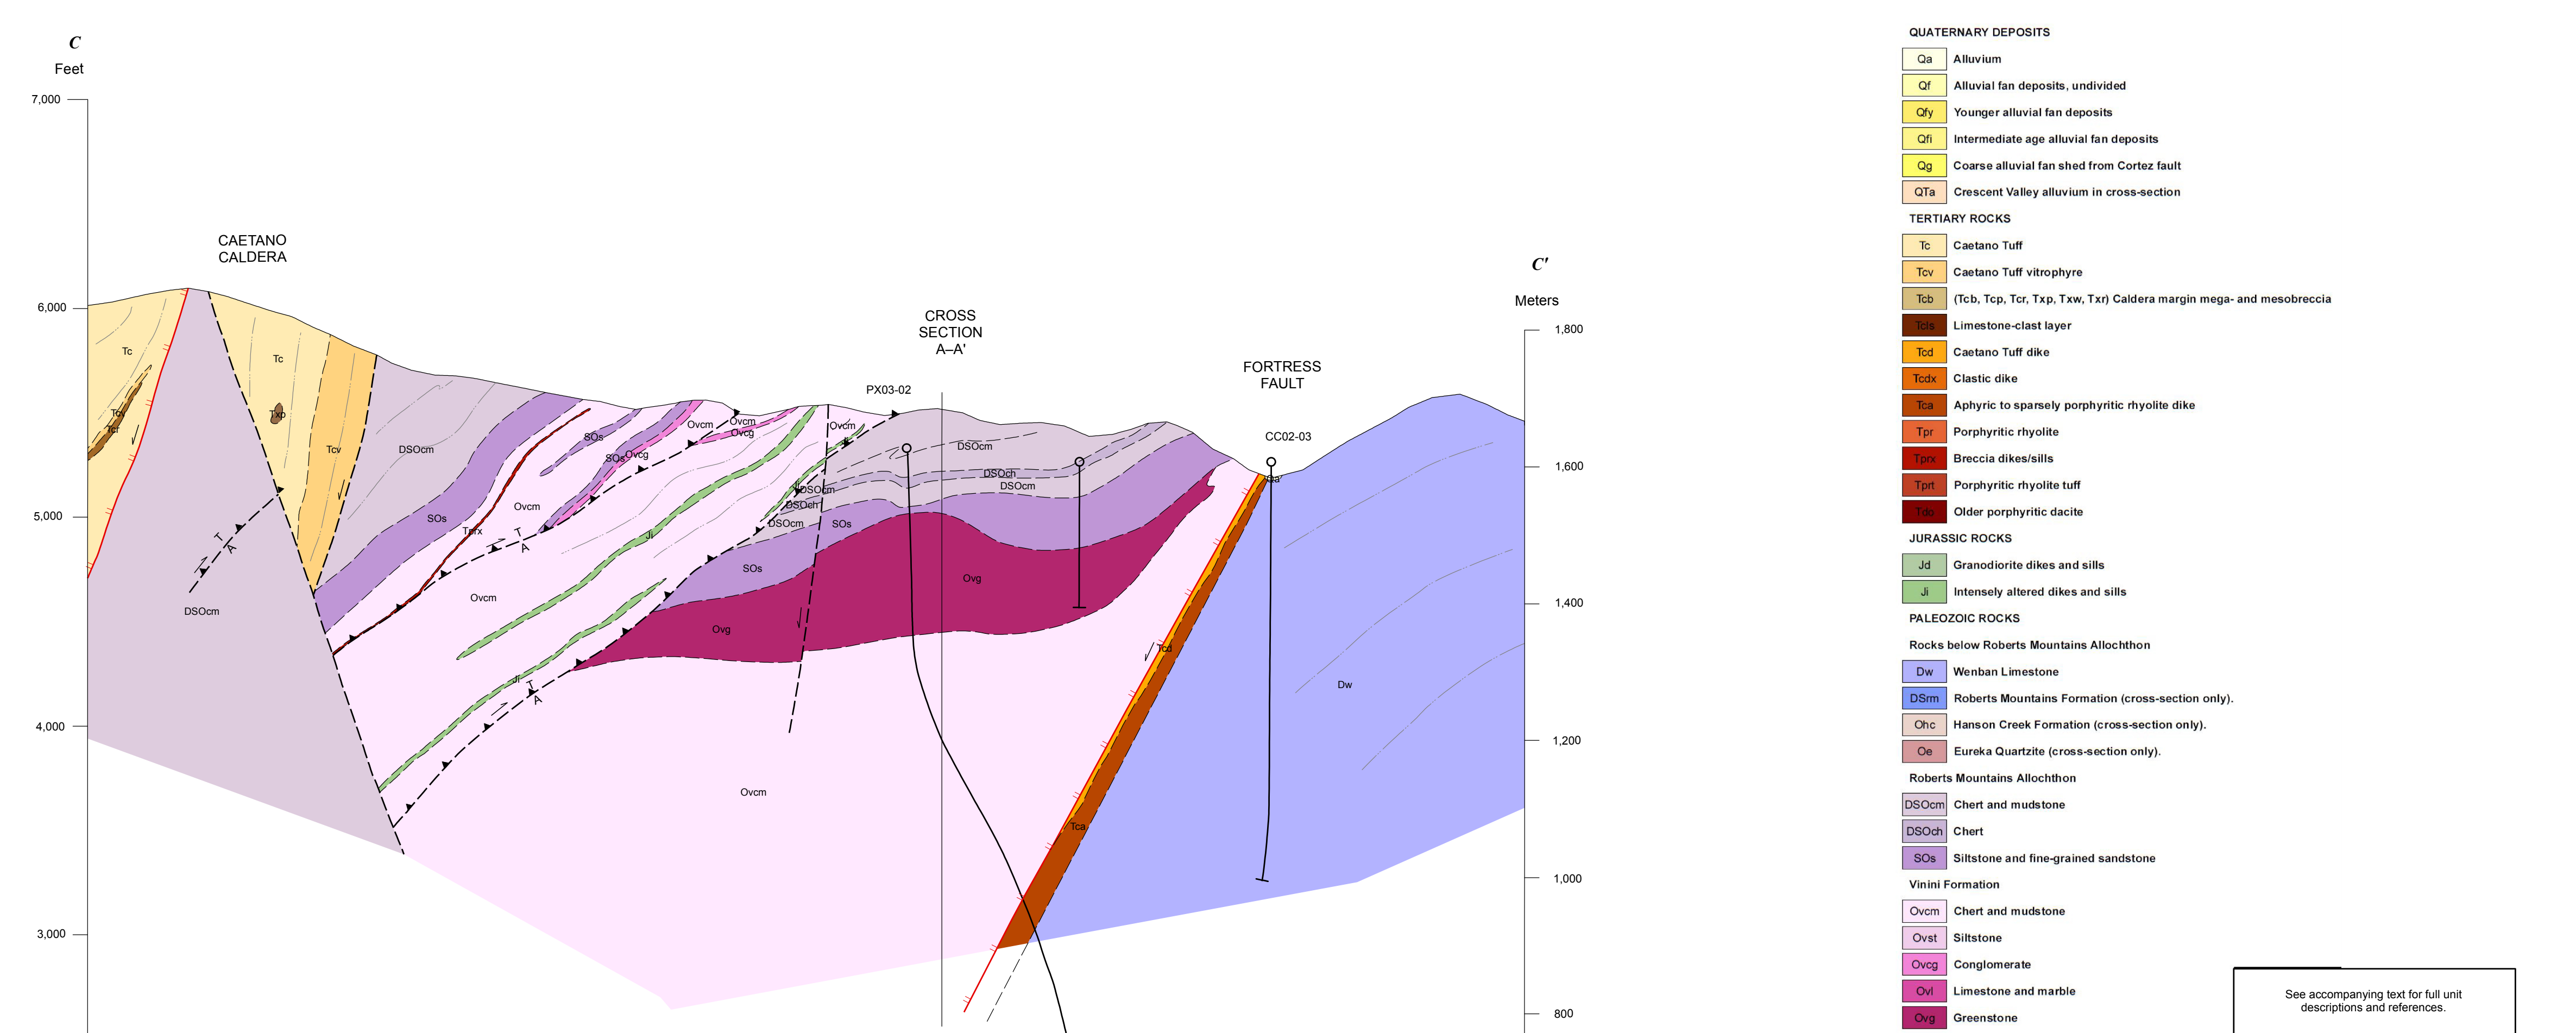 C
Feet
7,000
6,000
5,000
4,000
3,000
CAETANO
CALDERA
CROSS
SECTION
A–A'
PX03-02
FORTRESS
FAULT
CC02-03
C'
Meters
1,800
1,600
1,400
1,200
1,000
800
Tc
Tcv
Tcr
Tc
Txp
Tcv
T
A
DSOcm
DSOcm
SOs
Tprx
Ovcm
T
A
Ovcm
SOs
SOs
Ovcg
Ovcm
Ovcm
Ovcg
Ovcm
Ji
Ji
Ji
Ji
T
A
DSOcm
DSOch
DSOcm
DSOcm
DSOch
DSOcm
SOs
SOs
Ovg
Ovg
Ovcm
Qa
Tcd
Tca
Dw
QUATERNARY DEPOSITS
Qa Alluvium
Qf Alluvial fan deposits, undivided
Qfy Younger alluvial fan deposits
Qfi Intermediate age alluvial fan deposits
Qg Coarse alluvial fan shed from Cortez fault
QTa Crescent Valley alluvium in cross-section
TERTIARY ROCKS
Tc Caetano Tuff
Tcv Caetano Tuff vitrophyre
Tcb (Tcb, Tcp, Tcr, Txp, Txw, Txr) Caldera margin mega- and mesobreccia
Tcls Limestone-clast layer
Tcd Caetano Tuff dike
Tcdx Clastic dike
Tca Aphyric to sparsely porphyritic rhyolite dike
Tpr Porphyritic rhyolite
Tprx Breccia dikes/sills
Tprt Porphyritic rhyolite tuff
Tdo Older porphyritic dacite
JURASSIC ROCKS
Jd Granodiorite dikes and sills
Ji Intensely altered dikes and sills
PALEOZOIC ROCKS
Rocks below Roberts Mountains Allochthon
Dw Wenban Limestone
DSrm Roberts Mountains Formation (cross-section only).
Ohc Hanson Creek Formation (cross-section only).
Oe Eureka Quartzite (cross-section only).
Roberts Mountains Allochthon
DSOcm Chert and mudstone
DSOch Chert
SOs Siltstone and fine-grained sandstone
Vinini Formation
Ovcm Chert and mudstone
Ovst Siltstone
Ovcg Conglomerate
Ovl Limestone and marble
Ovg Greenstone
See accompanying text for full unit
descriptions and references.